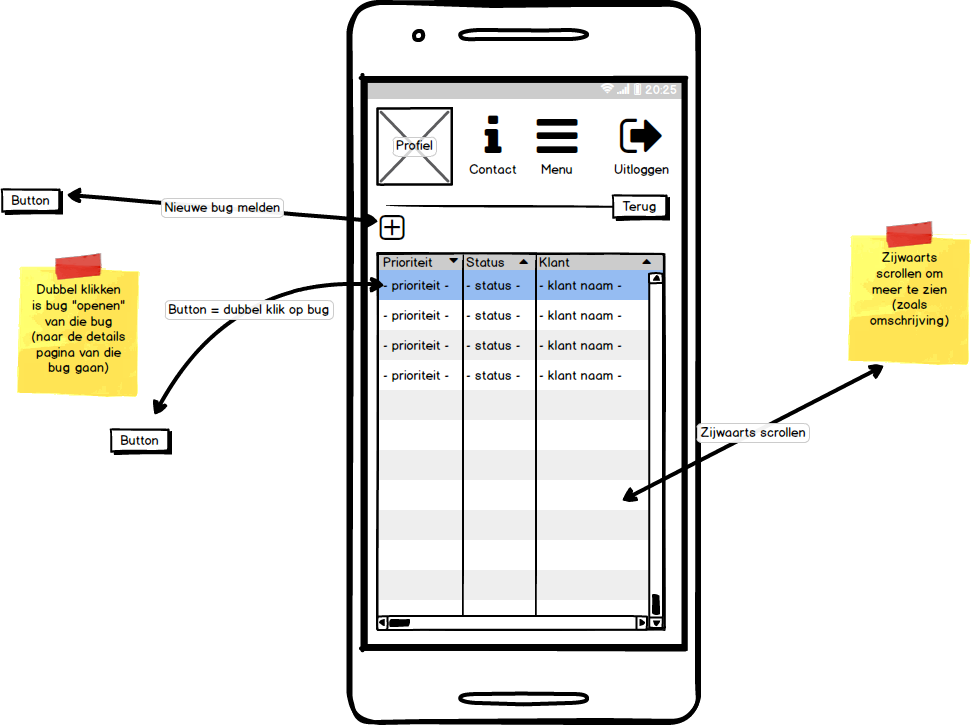 20:25
Profiel
Contact
Menu
Uitloggen
Button
Nieuwe bug melden
Terug
Prioriteit Status Klant
- prioriteit - - status - - klant naam -
- prioriteit - - status - - klant naam -
- prioriteit - - status - - klant naam -
- prioriteit - - status - - klant naam -
Dubbel klikken
is bug "openen"
van die bug
(naar de details
pagina van die
bug gaan)
Button = dubbel klik op bug
Button
Zijwaarts
scrollen om
meer te zien
(zoals
omschrijving)
Zijwaarts scrollen